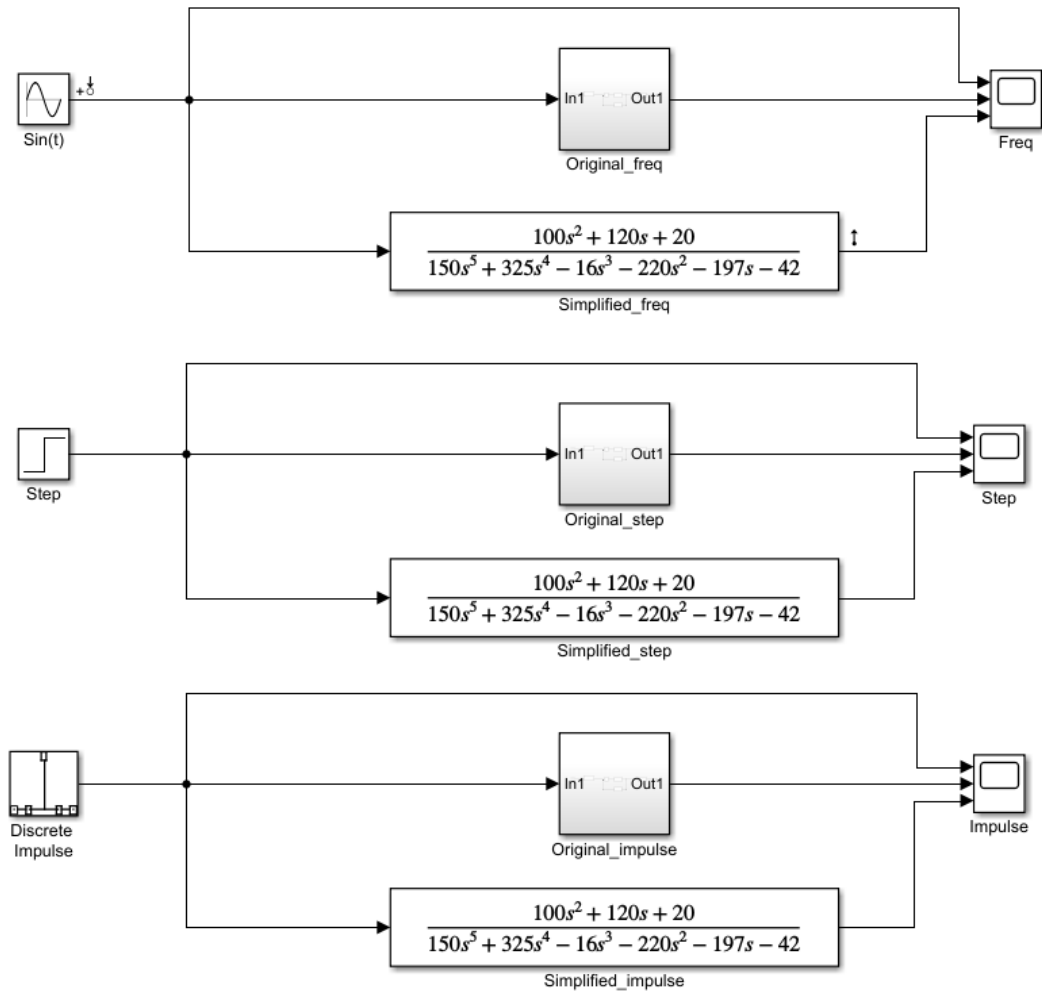 In1 Out1
Sin(t)
Original_freq
Freq
100s² + 120s + 20
150s⁵ + 325s⁴ − 16s³ − 220s² − 197s − 42
Simplified_freq
In1 Out1
Step
Original_step
Step
100s² + 120s + 20
150s⁵ + 325s⁴ − 16s³ − 220s² − 197s − 42
Simplified_step
In1 Out1
Discrete
Impulse
Original_impulse
Impulse
100s² + 120s + 20
150s⁵ + 325s⁴ − 16s³ − 220s² − 197s − 42
Simplified_impulse